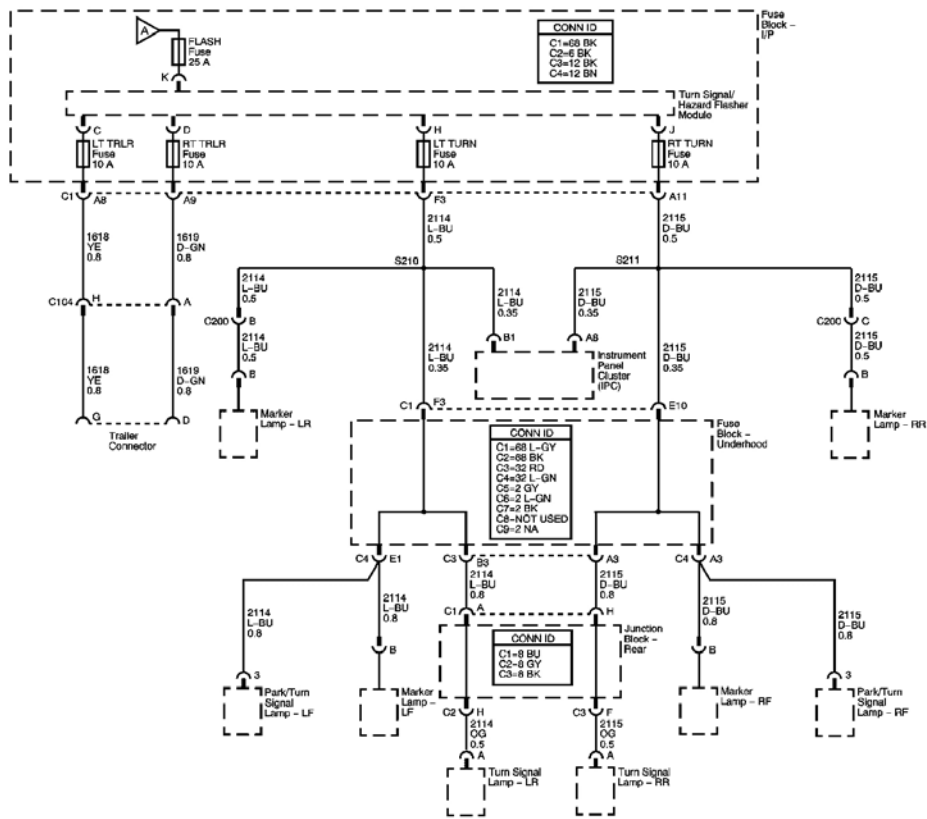 A
FLASH
Fuse
25 A
K
CONN ID
C1=68 BK
C2=6 BK
C3=12 BK
C4=12 BN
Fuse
Block –
I/P
Turn Signal/
Hazard Flasher
Module
C
LT TRLR
Fuse
10 A
D
RT TRLR
Fuse
10 A
H
LT TURN
Fuse
10 A
J
RT TURN
Fuse
10 A
C1
A8
A9
F3
A11
1618
YE
0.8
1619
D–GN
0.8
2114
L–BU
0.5
2115
D–BU
0.5
S210
S211
2114
L–BU
0.5
2114
L–BU
0.35
2115
D–BU
0.35
2115
D–BU
0.5
C104
H
A
C200
B
C200
C
2114
L–BU
0.5
2114
L–BU
0.35
B1
A8
2115
D–BU
0.35
2115
D–BU
0.5
Instrument
Panel
Cluster
(IPC)
1618
YE
0.8
1619
D–GN
0.8
B
B
G
D
Trailer
Connector
Marker
Lamp – LR
Marker
Lamp – RR
C1
F3
E10
CONN ID
C1=68 L–GY
C2=68 BK
C3=32 RD
C4=32 L–GN
C5=2 GY
C6=2 L–GN
C7=2 BK
C8–NOT USED
C9=2 NA
Fuse
Block –
Underhood
C4
E1
C3
B3
A3
C4
A3
2114
L–BU
0.8
2114
L–BU
0.8
2114
L–BU
0.8
2115
D–BU
0.8
2115
D–BU
0.8
2115
D–BU
0.8
C1
A
H
CONN ID
C1=8 BU
C2=8 GY
C3=8 BK
Junction
Block –
Rear
3
B
B
3
Park/Turn
Signal
Lamp – LF
Marker
Lamp –
LF
Marker
Lamp – RF
Park/Turn
Signal
Lamp – RF
C2
H
C3
F
2114
OG
0.5
2115
OG
0.5
A
A
Turn Signal
Lamp – LR
Turn Signal
Lamp – RR